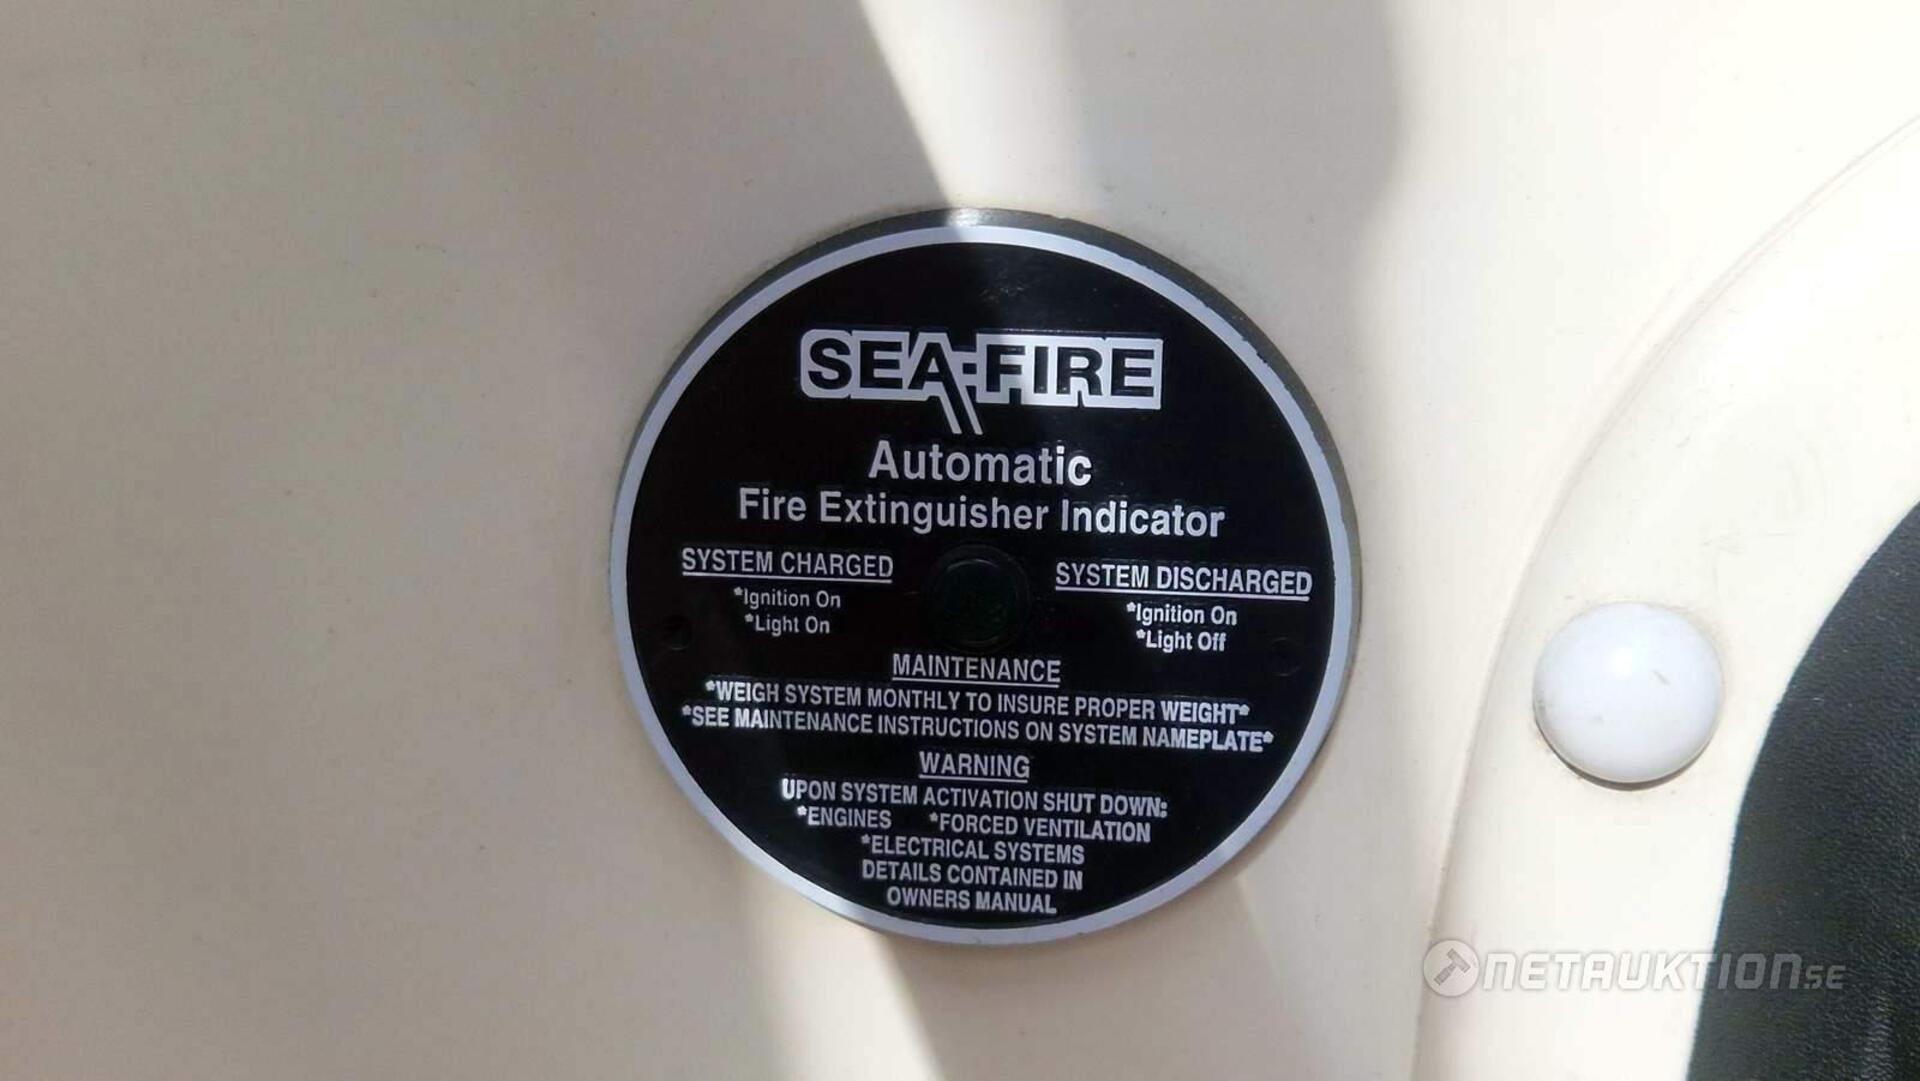 SEA-FIRE
Automatic
Fire Extinguisher Indicator
SYSTEM CHARGED
*Ignition On
*Light On
SYSTEM DISCHARGED
*Ignition On
*Light Off
MAINTENANCE
*WEIGH SYSTEM MONTHLY TO INSURE PROPER WEIGHT*
*SEE MAINTENANCE INSTRUCTIONS ON SYSTEM NAMEPLATE*
WARNING
UPON SYSTEM ACTIVATION SHUT DOWN:
*ENGINES *FORCED VENTILATION
*ELECTRICAL SYSTEMS
DETAILS CONTAINED IN
OWNERS MANUAL
NETAUKTION.SE